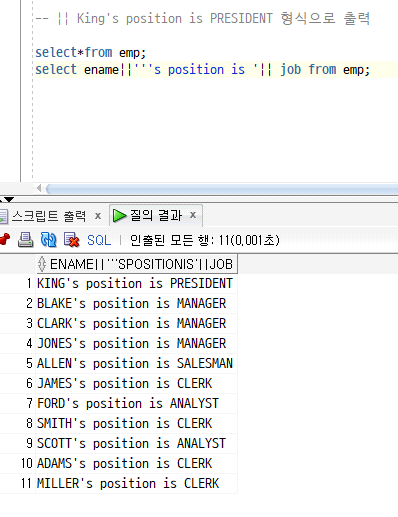 -- || King's position is PRESIDENT 형식으로 출력
select*from emp;
select ename||'''s position is '|| job from emp;
스크립트 출력 x 질의 결과 x
SQL | 인출된 모든 행: 11(0,001초)
ENAME||'''SPOSITIONIS'||JOB
1 KING's position is PRESIDENT
2 BLAKE's position is MANAGER
3 CLARK's position is MANAGER
4 JONES's position is MANAGER
5 ALLEN's position is SALESMAN
6 JAMES's position is CLERK
7 FORD's position is ANALYST
8 SMITH's position is CLERK
9 SCOTT's position is ANALYST
10 ADAMS's position is CLERK
11 MILLER's position is CLERK